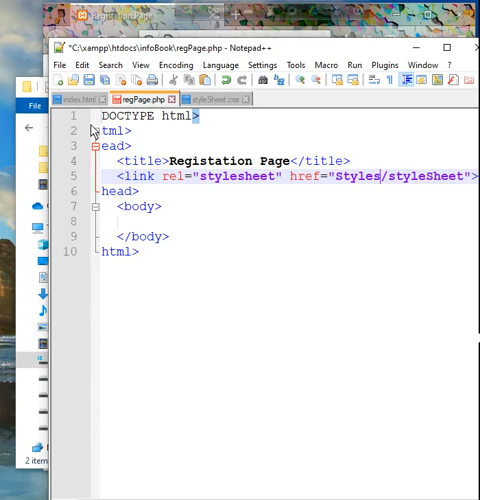 Registration Page
*C:\xampp\htdocs\infoBook\regPage.php - Notepad++
File Edit Search View Encoding Language Settings Tools Macro Run Plugins Window ?
index.html regPage.php styleSheet.css
1 DOCTYPE html>
2 tml>
3 ead>
4 <title>Registation Page</title>
5 <link rel="stylesheet" href="Styles/styleSheet">
6 head>
7 <body>
8
9 </body>
10 html>
File
2 item